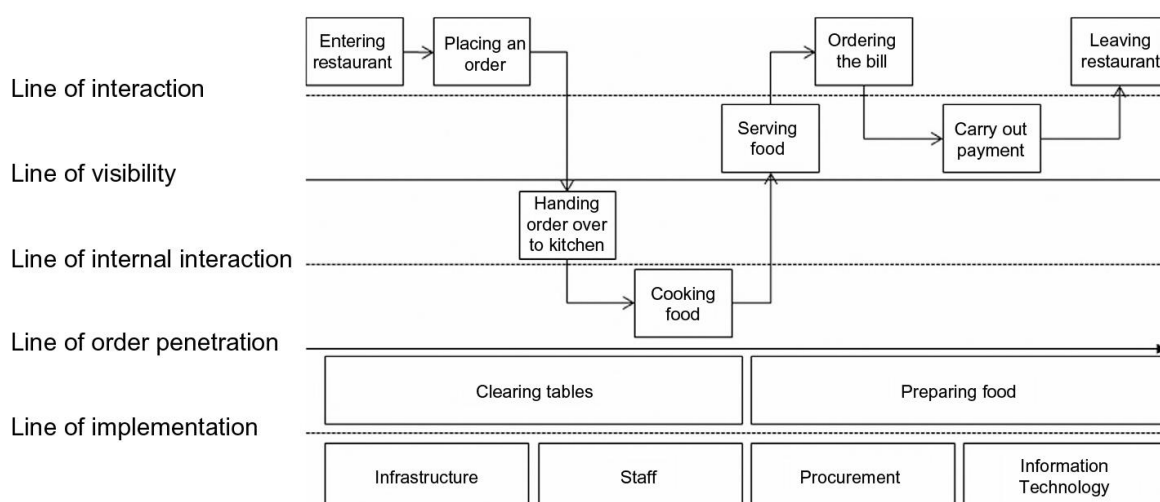 Entering
restaurant
Placing an
order
Ordering
the bill
Leaving
restaurant
Line of interaction
Serving
food
Carry out
payment
Line of visibility
Handing
order over
to kitchen
Line of internal interaction
Cooking
food
Line of order penetration
Clearing tables
Preparing food
Line of implementation
Infrastructure
Staff
Procurement
Information
Technology